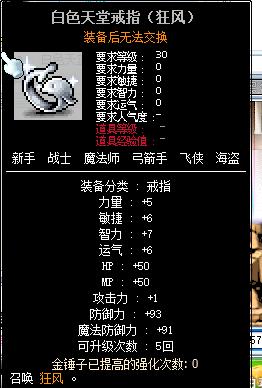 白色天堂戒指（狂风）
装备后无法交换
要求等级： 30
要求力量： 0
要求敏捷： 0
要求智力： 0
要求运气： 0
要求人气度：-
道具等级： -
道具经验值：-
新手 战士 魔法师 弓箭手 飞侠 海盗
装备分类 ：戒指
力量 ：+5
敏捷 ：+6
智力 ：+7
运气 ：+6
HP ：+50
MP ：+50
攻击力 ：+1
防御力 ：+93
魔法防御力 ：+91
可升级次数 ：5回
金锤子已提高的强化次数：0
召唤 狂风 。
57